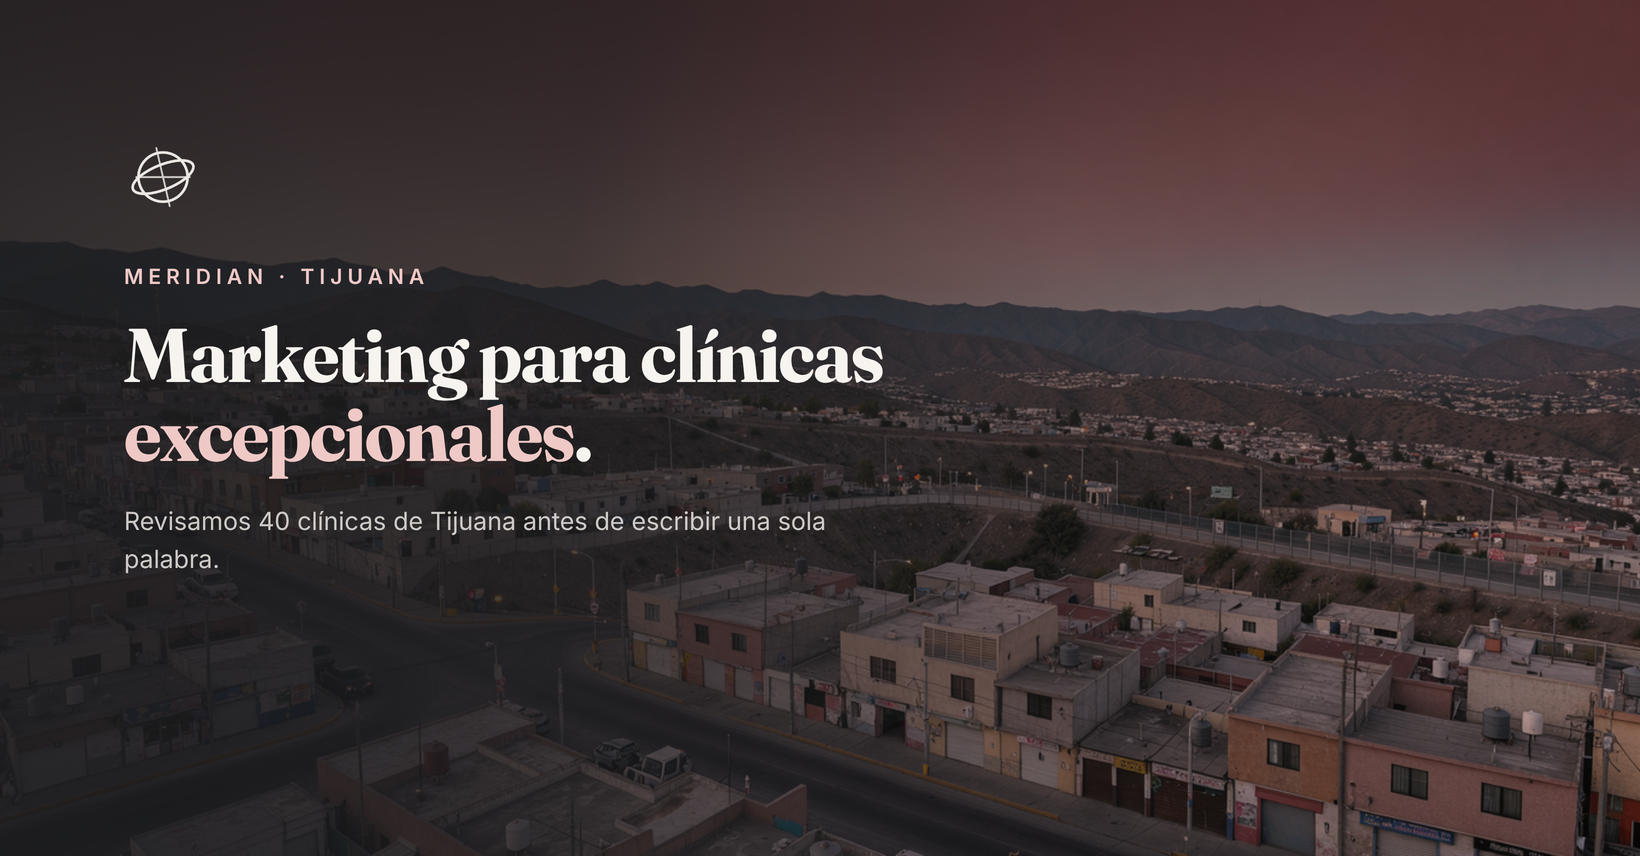 MERIDIAN · TIJUANA
Marketing para clínicas
excepcionales.
Revisamos 40 clínicas de Tijuana antes de escribir una sola
palabra.